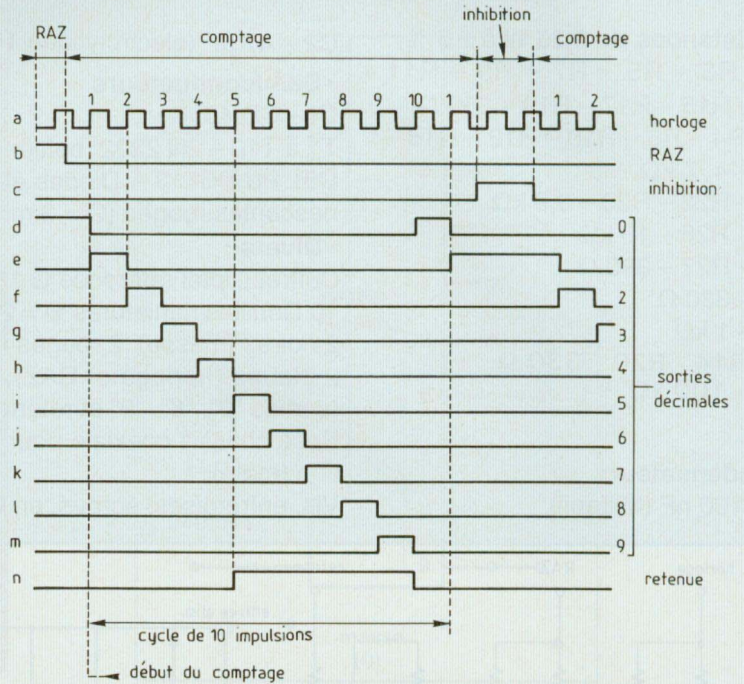 inhibition
RAZ comptage comptage
1 2 3 4 5 6 7 8 9 10 1 1 2
a horloge
b RAZ
c inhibition
d 0
e 1
f 2
g 3
h 4
sorties
décimales
i 5
j 6
k 7
l 8
m 9
n retenue
cycle de 10 impulsions
début du comptage